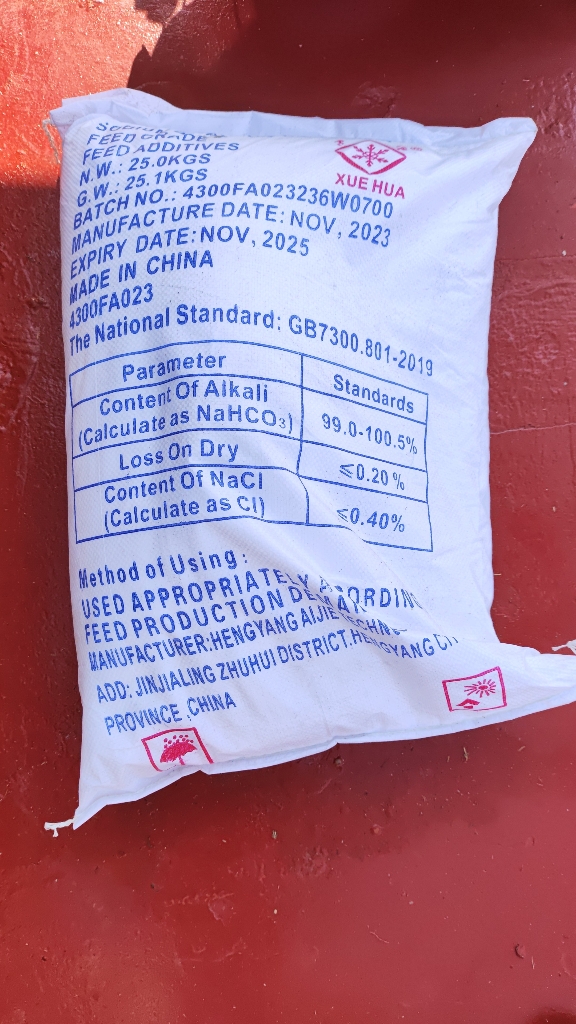 FEED GRADE
FEED ADDITIVES
N.W.: 25.0KGS
G.W.: 25.1KGS
BATCH NO.: 4300FA023236W0700
MANUFACTURE DATE: NOV, 2023
EXPIRY DATE: NOV, 2025
MADE IN CHINA
4300FA023
XUE HUA
The National Standard: GB7300.801-2019
Parameter Standards
Content Of Alkali
(Calculate as NaHCO₃) 99.0-100.5%
Loss On Dry ≤0.20%
Content Of NaCl
(Calculate as Cl) ≤0.40%
Method of Using:
USED APPROPRIATELY
FEED PRODUCTION
MANUFACTURER: HENGYANG AIJIE
ADD: JINJIALING ZHUHUI DISTRICT, HENGYANG
PROVINCE, CHINA